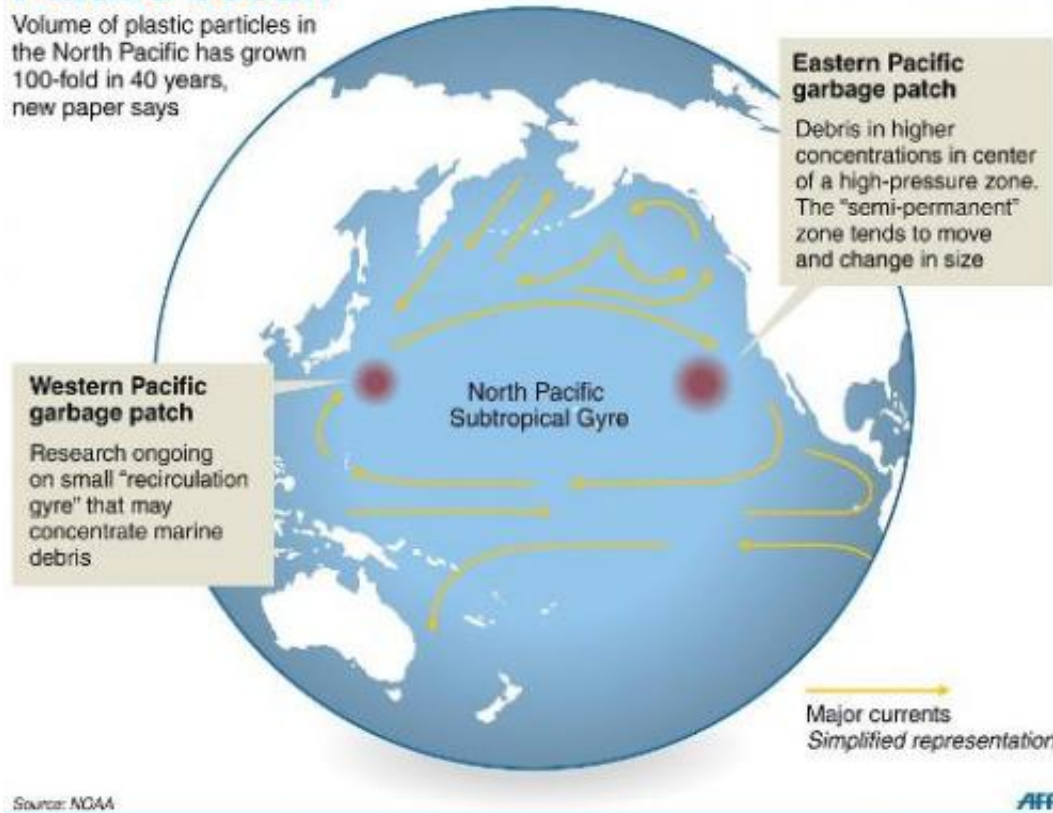 Volume of plastic particles in
the North Pacific has grown
100-fold in 40 years,
new paper says
Eastern Pacific
garbage patch
Debris in higher
concentrations in center
of a high-pressure zone.
The "semi-permanent"
zone tends to move
and change in size
Western Pacific
garbage patch
Research ongoing
on small "recirculation
gyre" that may
concentrate marine
debris
North Pacific
Subtropical Gyre
Major currents
Simplified representation
Source: NOAA
AFP